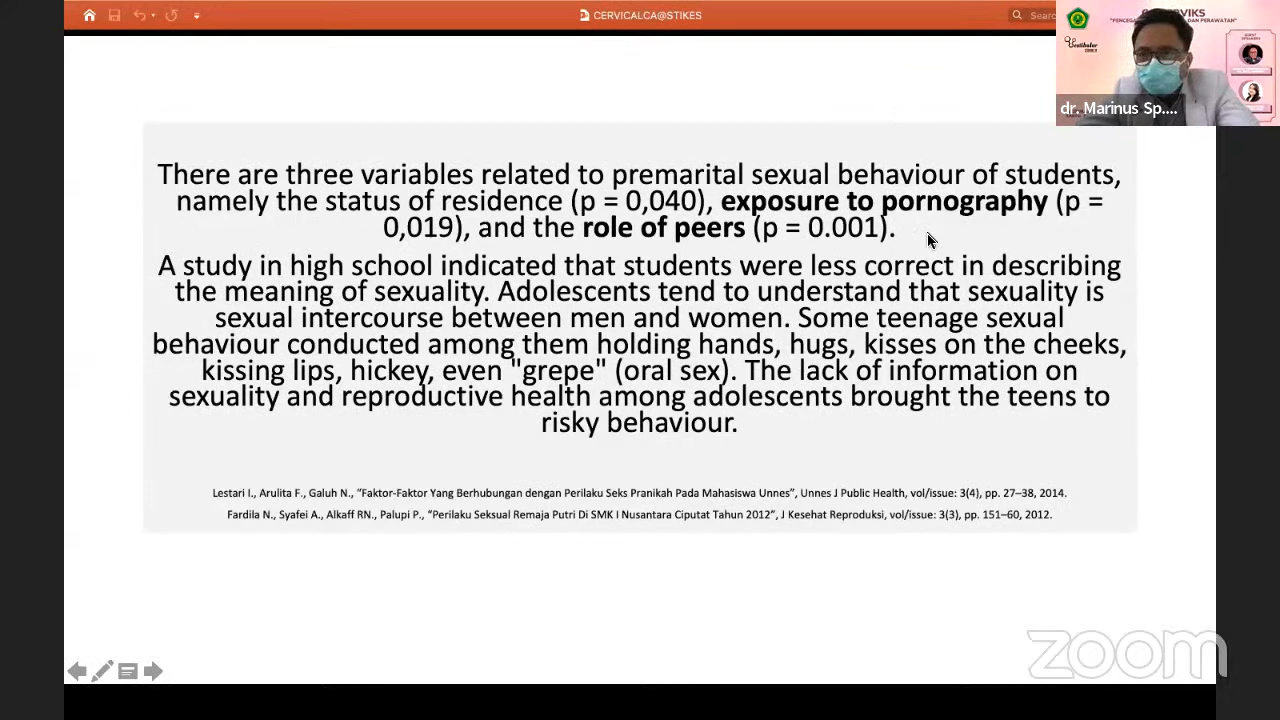 CERVICALCA@STIKES
Searc
dr. Marinus Sp....
There are three variables related to premarital sexual behaviour of students,
namely the status of residence (p = 0,040), exposure to pornography (p =
0,019), and the role of peers (p = 0.001).
A study in high school indicated that students were less correct in describing
the meaning of sexuality. Adolescents tend to understand that sexuality is
sexual intercourse between men and women. Some teenage sexual
behaviour conducted among them holding hands, hugs, kisses on the cheeks,
kissing lips, hickey, even "grepe" (oral sex). The lack of information on
sexuality and reproductive health among adolescents brought the teens to
risky behaviour.
Lestari I., Arulita F., Galuh N., “Faktor-Faktor Yang Berhubungan dengan Perilaku Seks Pranikah Pada Mahasiswa Unnes”, Unnes J Public Health, vol/issue: 3(4), pp. 27–38, 2014.
Fardila N., Syafei A., Alkaff RN., Palupi P., “Perilaku Seksual Remaja Putri Di SMK I Nusantara Ciputat Tahun 2012”, J Kesehat Reproduksi, vol/issue: 3(3), pp. 151–60, 2012.
zoom